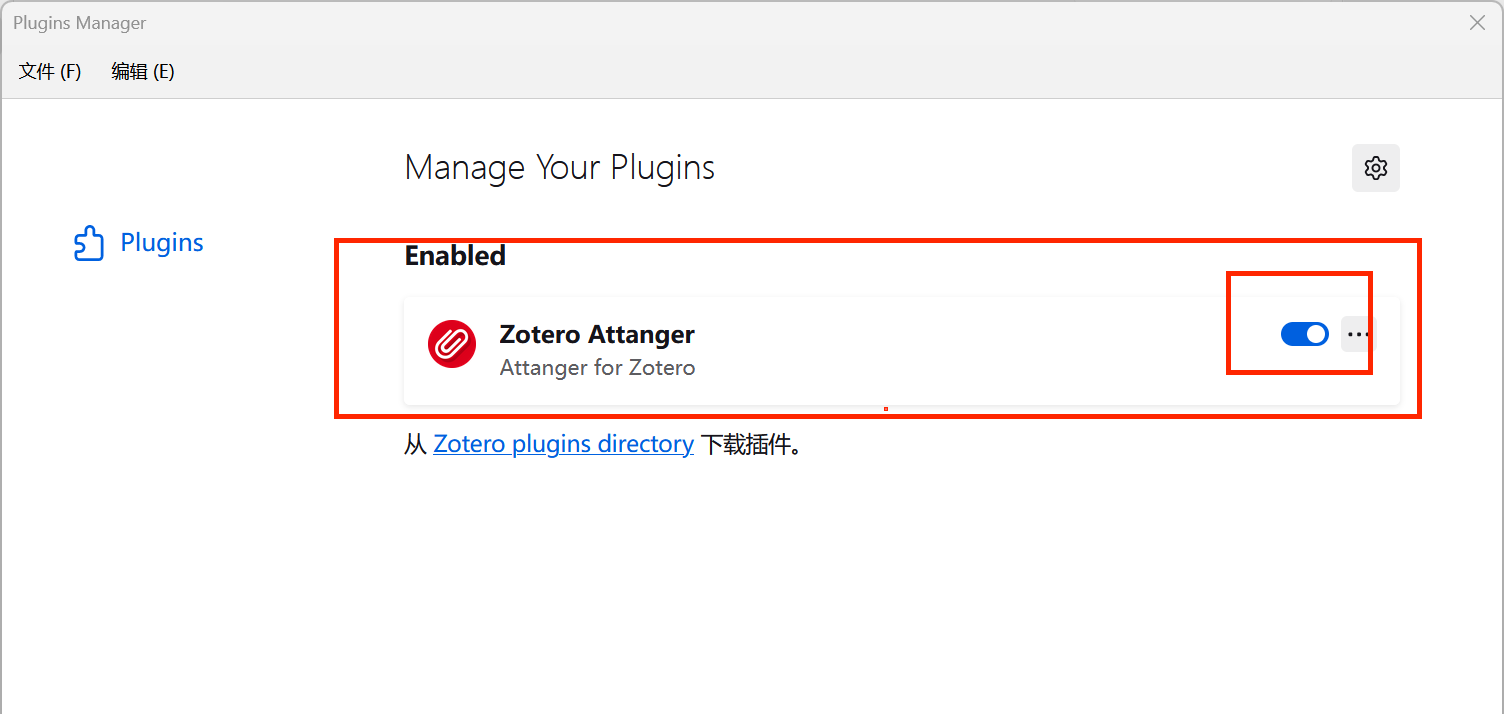 Plugins Manager
文件 (F) 编辑 (E)
Manage Your Plugins
Plugins
Enabled
Zotero Attanger
Attanger for Zotero
从 Zotero plugins directory 下载插件。